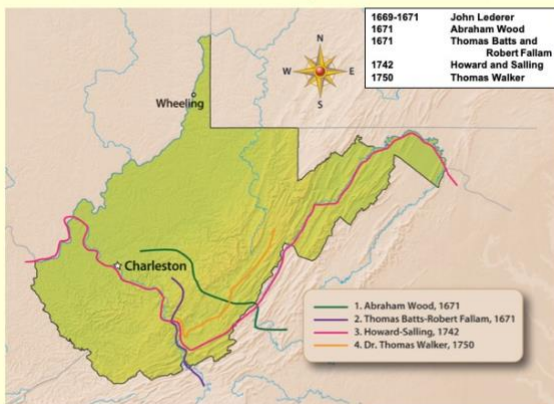 1669-1671 John Lederer
1671 Abraham Wood
1671 Thomas Batts and
Robert Fallam
1742 Howard and Salling
1750 Thomas Walker
N
W E
S
Wheeling
Charleston
1. Abraham Wood, 1671
2. Thomas Batts-Robert Fallam, 1671
3. Howard-Salling, 1742
4. Dr. Thomas Walker, 1750